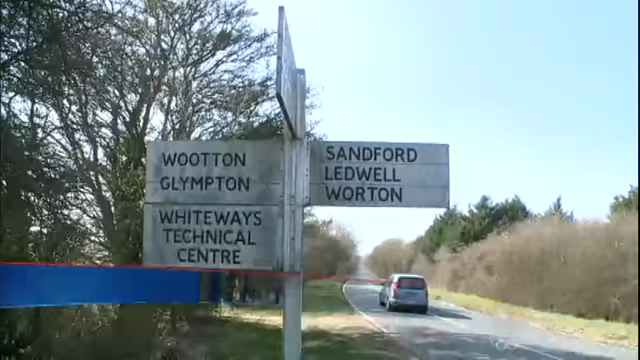 WOOTTON
GLYMPTON
WHITEWAYS
TECHNICAL
CENTRE
SANDFORD
LEDWELL
WORTON